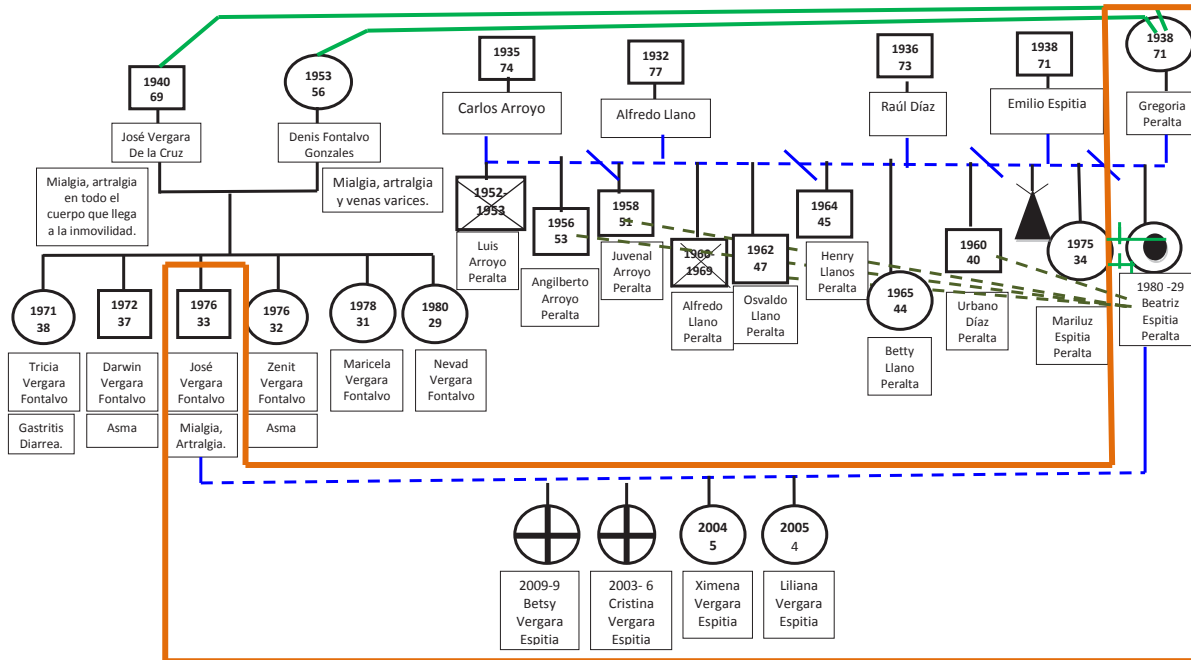 1938
71
1935
74
1932
77
1936
73
1938
71
1940
69
1953
56
Carlos Arroyo
Alfredo Llano
Raúl Díaz
Emilio Espitia
Gregoria
Peralta
José Vergara
De la Cruz
Denis Fontalvo
Gonzales
Mialgia, artralgia
en todo el
cuerpo que llega
a la inmovilidad.
Mialgia, artralgia
y venas varices.
1952-
1953
Luis
Arroyo
Peralta
1956
53
Angilberto
Arroyo
Peralta
1958
51
Juvenal
Arroyo
Peralta
1966-
1969
Alfredo
Llano
Peralta
1962
47
Osvaldo
Llano
Peralta
1964
45
Henry
Llanos
Peralta
1965
44
Betty
Llano
Peralta
1960
40
Urbano
Díaz
Peralta
1975
34
Mariluz
Espitia
Peralta
1980 -29
Beatriz
Espitia
Peralta
1971
38
Tricia
Vergara
Fontalvo
Gastritis
Diarrea.
1972
37
Darwin
Vergara
Fontalvo
Asma
1976
33
José
Vergara
Fontalvo
Mialgia,
Artralgia.
1976
32
Zenit
Vergara
Fontalvo
Asma
1978
31
Maricela
Vergara
Fontalvo
1980
29
Nevad
Vergara
Fontalvo
2009-9
Betsy
Vergara
Espitia
2003- 6
Cristina
Vergara
Espitia
2004
5
Ximena
Vergara
Espitia
2005
4
Liliana
Vergara
Espitia